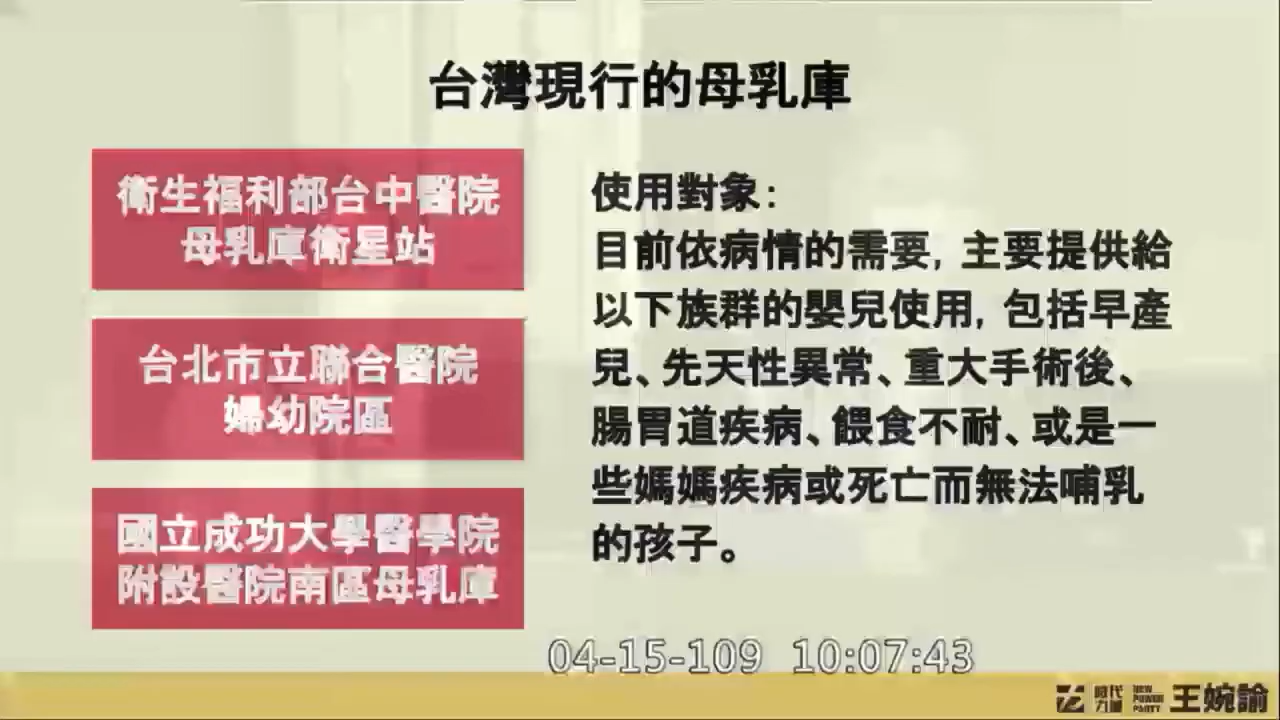 台灣現行的母乳庫
衛生福利部台中醫院
母乳庫衛星站
台北市立聯合醫院
婦幼院區
國立成功大學醫學院
附設醫院南區母乳庫
使用對象：
目前依病情的需要，主要提供給
以下族群的嬰兒使用，包括早產
兒、先天性異常、重大手術後、
腸胃道疾病、餵食不耐、或是一
些媽媽疾病或死亡而無法哺乳
的孩子。
04-15-109 10:07:43
時代
力量
NEW
POWER
PARTY
王婉諭